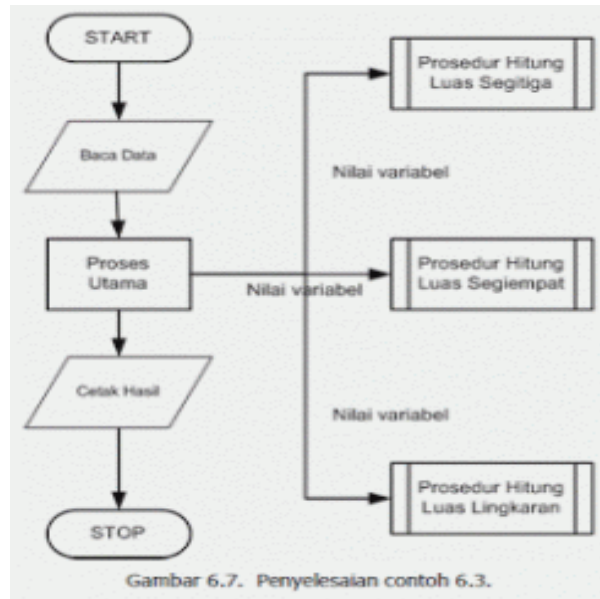 START
Baca Data
Proses
Utama
Cetak Hasil
STOP
Prosedur Hitung
Luas Segitiga
Nilai variabel
Prosedur Hitung
Luas Segiempat
Nilai variabel
Nilai variabel
Prosedur Hitung
Luas Lingkaran
Gambar 6.7. Penyelesaian contoh 6.3.